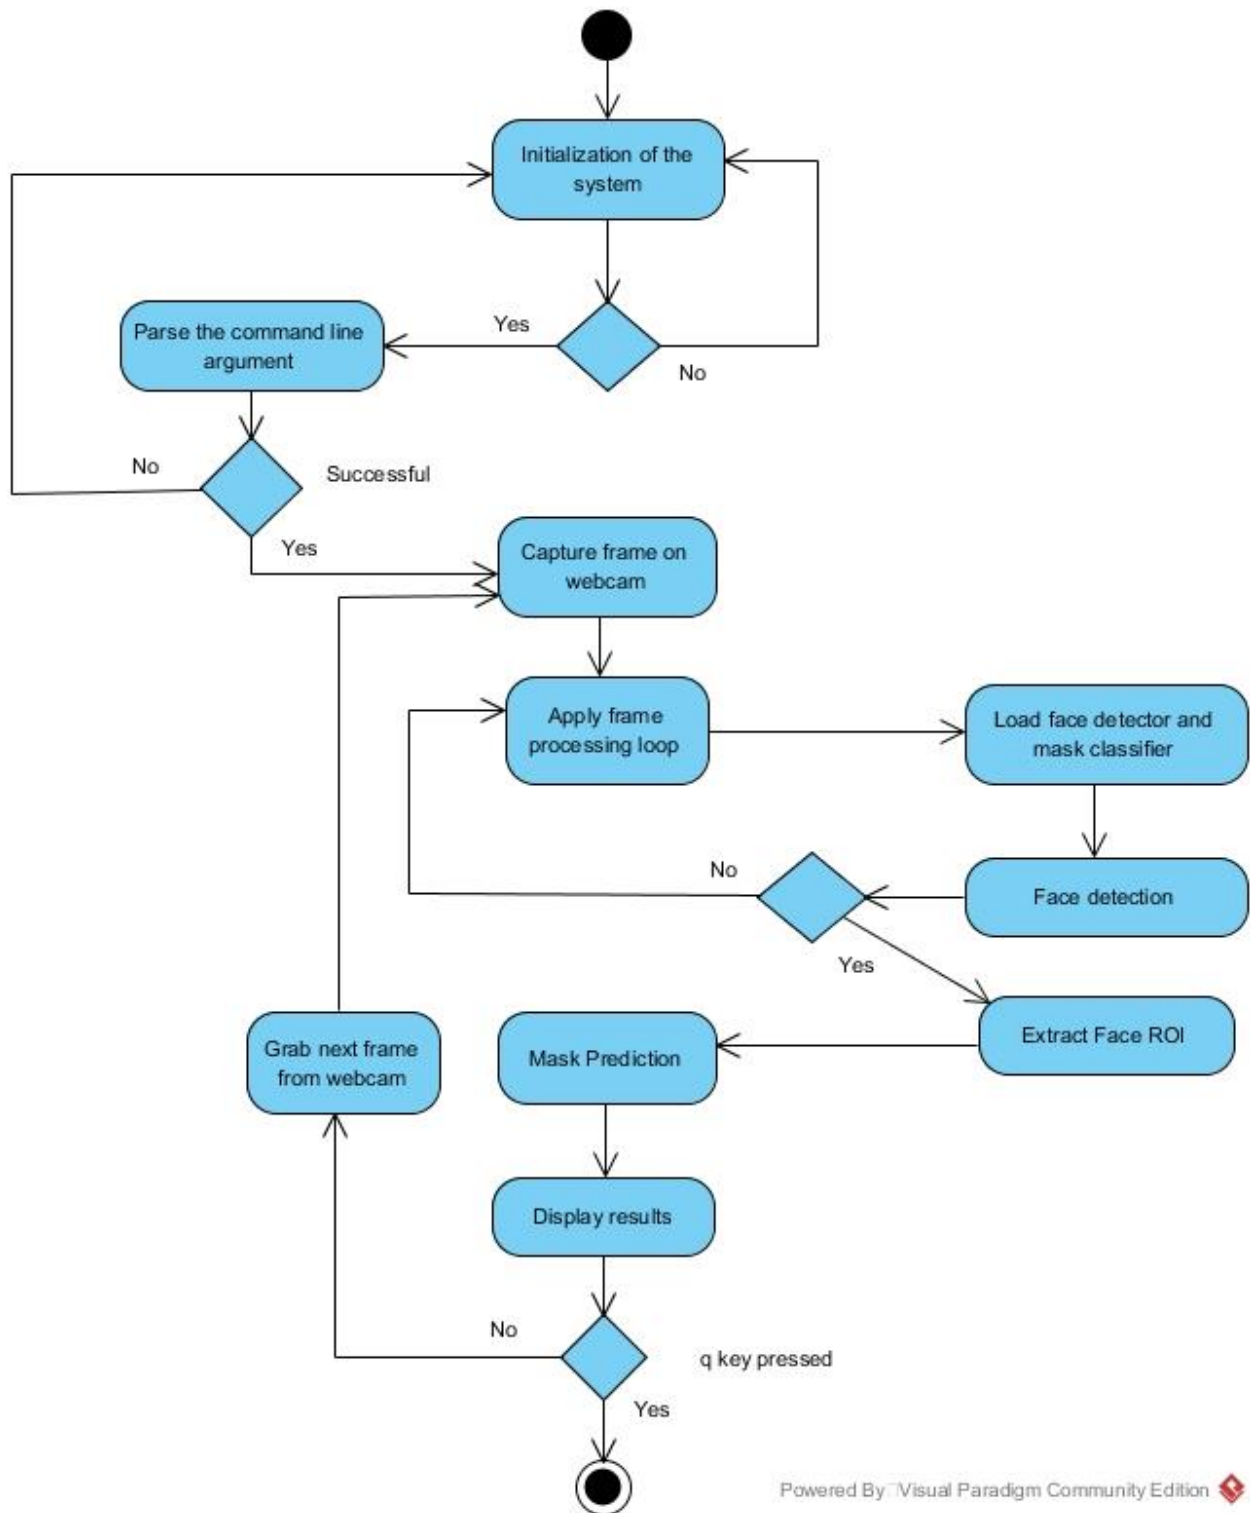 Initialization of the
system
Yes
No
Parse the command line
argument
No
Successful
Yes
Capture frame on
webcam
Apply frame
processing loop
Load face detector and
mask classifier
No
Face detection
Yes
Extract Face ROI
Grab next frame
from webcam
Mask Prediction
Display results
No
q key pressed
Yes
Powered By Visual Paradigm Community Edition